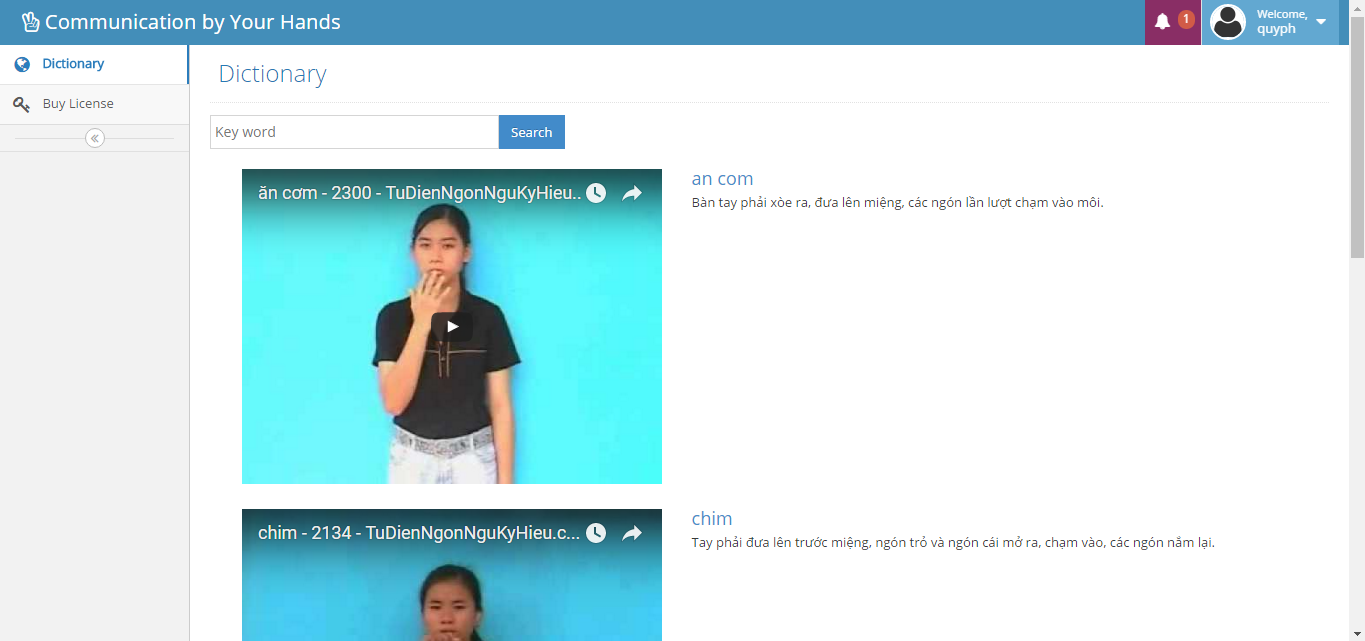 Communication by Your Hands
1
Welcome,
quyph
Dictionary
Buy License
Dictionary
Key word
Search
ăn cơm - 2300 - TuDienNgonNguKyHieu..
an com
Bàn tay phải xòe ra, đưa lên miệng, các ngón lần lượt chạm vào môi.
chim - 2134 - TuDienNgonNguKyHieu.c...
chim
Tay phải đưa lên trước miệng, ngón trỏ và ngón cái mở ra, chạm vào, các ngón nắm lại.